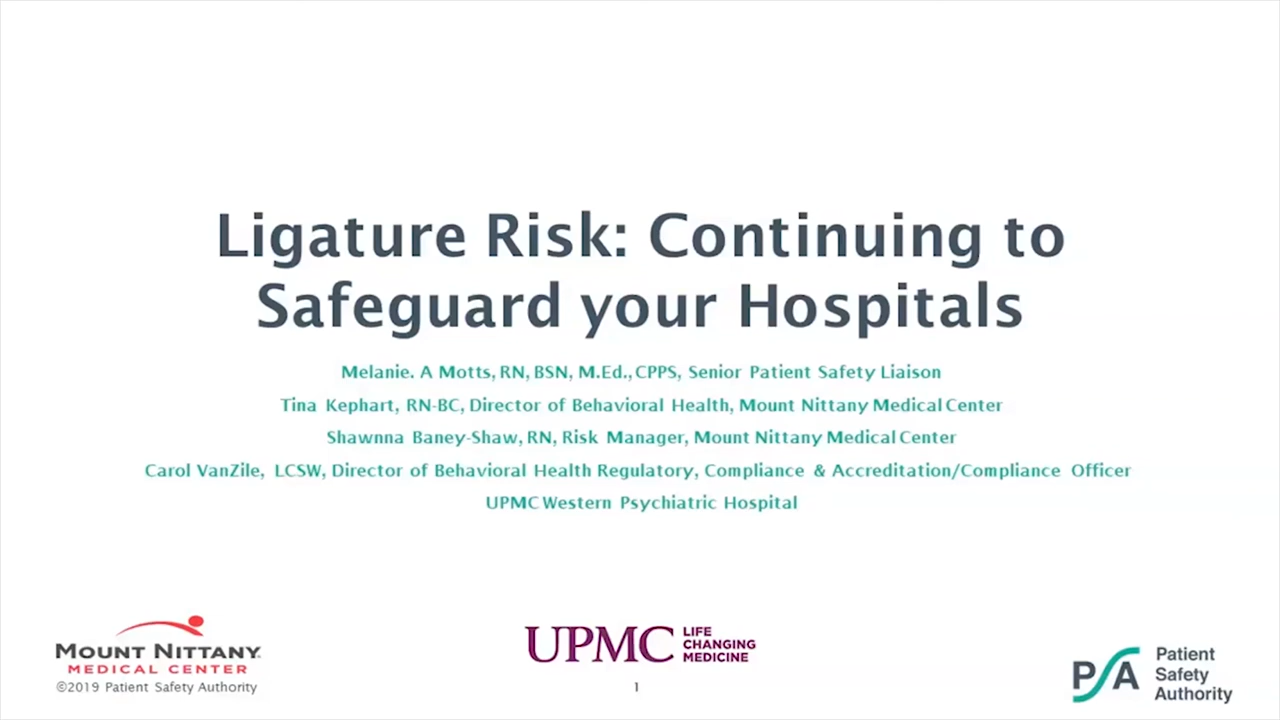 Ligature Risk: Continuing to
Safeguard your Hospitals
Melanie. A Motts, RN, BSN, M.Ed., CPPS, Senior Patient Safety Liaison
Tina Kephart, RN-BC, Director of Behavioral Health, Mount Nittany Medical Center
Shawnna Baney-Shaw, RN, Risk Manager, Mount Nittany Medical Center
Carol VanZile, LCSW, Director of Behavioral Health Regulatory, Compliance & Accreditation/Compliance Officer
UPMC Western Psychiatric Hospital
MOUNT NITTANY
MEDICAL CENTER
©2019 Patient Safety Authority
UPMC
LIFE
CHANGING
MEDICINE
1
PSA
Patient
Safety
Authority